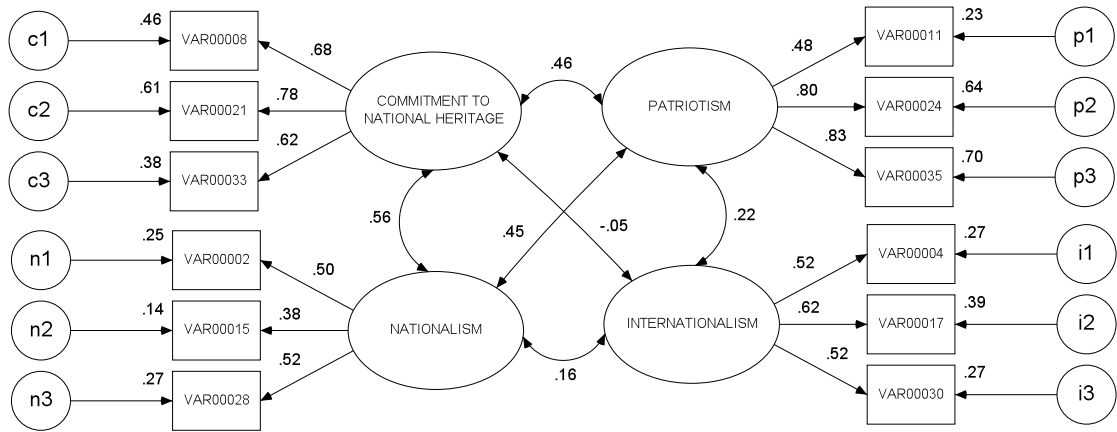 c1
.46
VAR00008
.68
c2
.61
VAR00021
.78
c3
.38
VAR00033
.62
COMMITMENT TO
NATIONAL HERITAGE
.46
PATRIOTISM
.48
VAR00011
.23
p1
.80
VAR00024
.64
p2
.83
VAR00035
.70
p3
.56
.45
-.05
.22
n1
.25
VAR00002
.50
n2
.14
VAR00015
.38
n3
.27
VAR00028
.52
NATIONALISM
.16
INTERNATIONALISM
.52
VAR00004
.27
i1
.62
VAR00017
.39
i2
.52
VAR00030
.27
i3